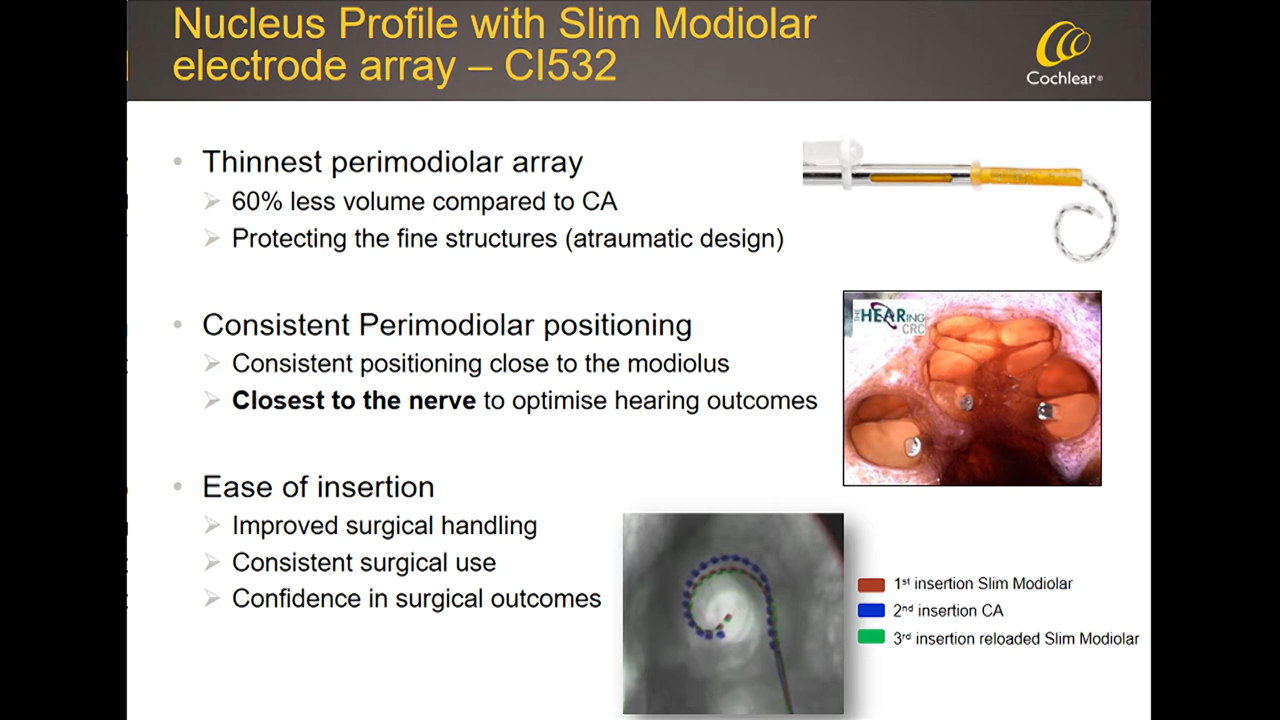 Nucleus Profile with Slim Modiolar
electrode array – CI532
Cochlear®
• Thinnest perimodiolar array
➢ 60% less volume compared to CA
➢ Protecting the fine structures (atraumatic design)
• Consistent Perimodiolar positioning
➢ Consistent positioning close to the modiolus
➢ Closest to the nerve to optimise hearing outcomes
THE HEARing
CRC
• Ease of insertion
➢ Improved surgical handling
➢ Consistent surgical use
➢ Confidence in surgical outcomes
1st insertion Slim Modiolar
2nd insertion CA
3rd insertion reloaded Slim Modiolar